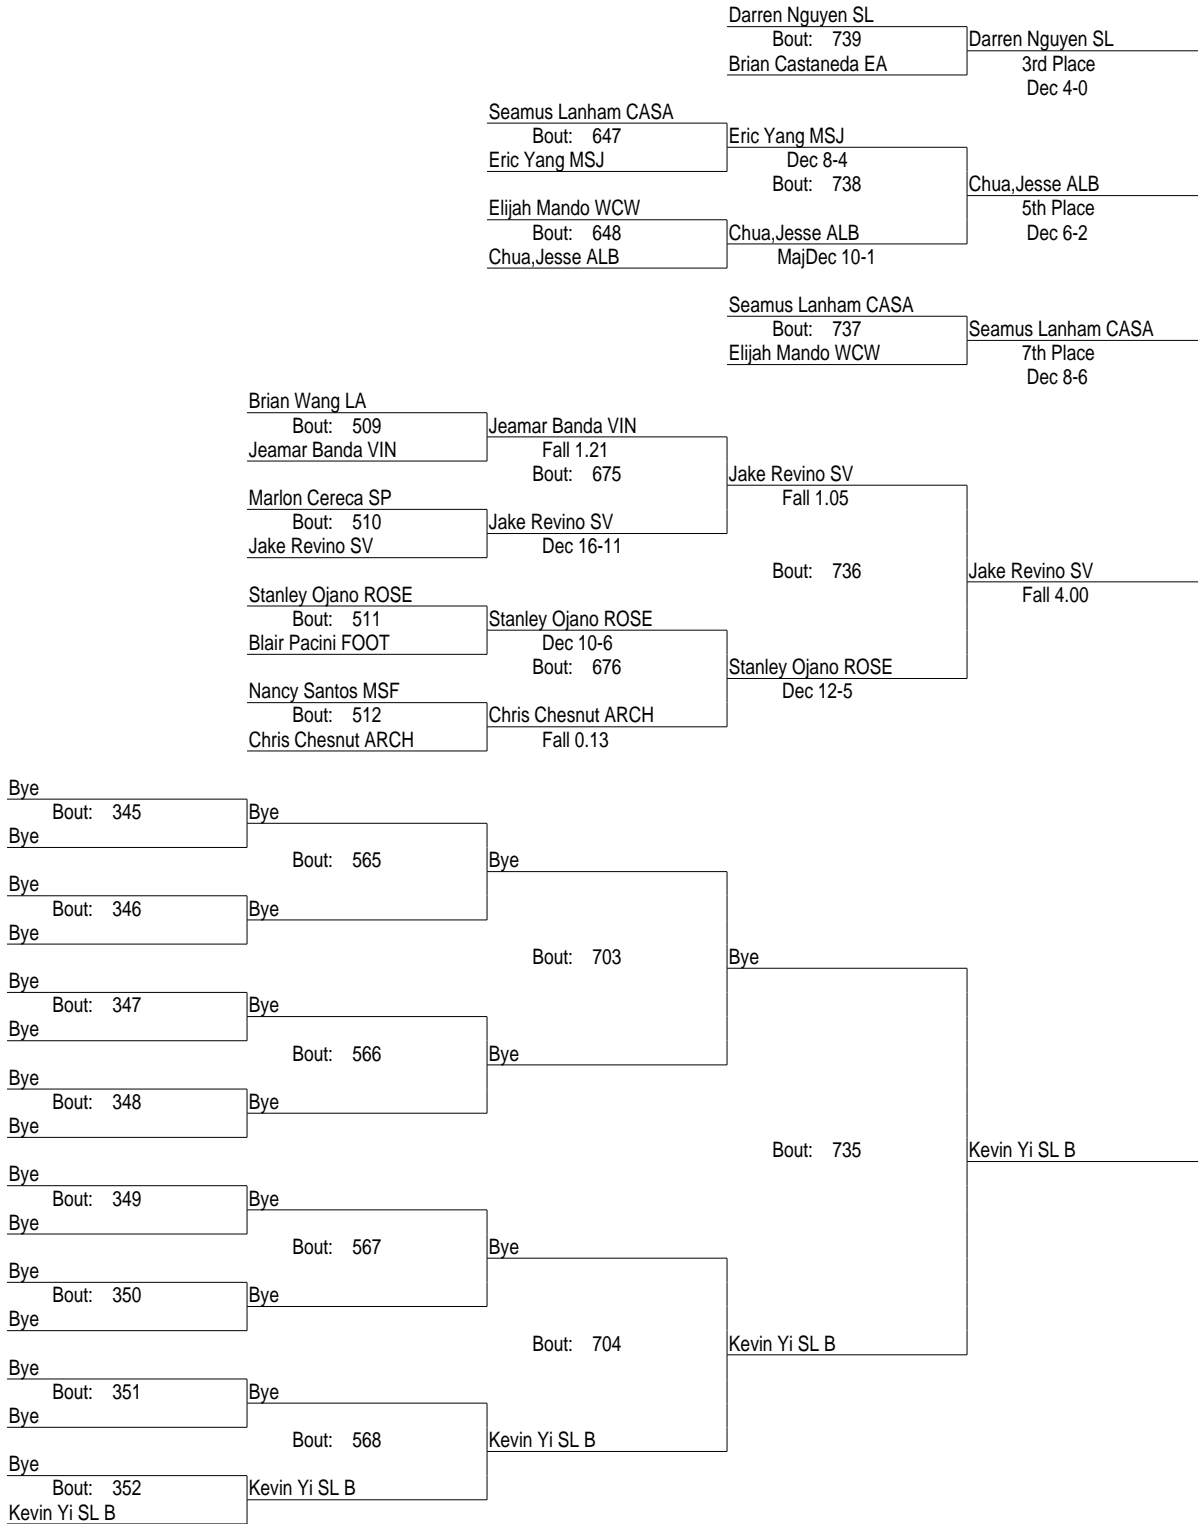 Darren Nguyen SL
Bout: 739
Darren Nguyen SL
Brian Castaneda EA
3rd Place
Dec 4-0
Seamus Lanham CASA
Bout: 647
Eric Yang MSJ
Eric Yang MSJ
Dec 8-4
Bout: 738
Chua,Jesse ALB
Elijah Mando WCW
5th Place
Bout: 648
Chua,Jesse ALB
Dec 6-2
Chua,Jesse ALB
MajDec 10-1
Seamus Lanham CASA
Bout: 737
Seamus Lanham CASA
Elijah Mando WCW
7th Place
Dec 8-6
Brian Wang LA
Bout: 509
Jeamar Banda VIN
Jeamar Banda VIN
Fall 1.21
Bout: 675
Jake Revino SV
Marlon Cereca SP
Fall 1.05
Bout: 510
Jake Revino SV
Jake Revino SV
Dec 16-11
Bout: 736
Jake Revino SV
Stanley Ojano ROSE
Fall 4.00
Bout: 511
Stanley Ojano ROSE
Blair Pacini FOOT
Dec 10-6
Bout: 676
Stanley Ojano ROSE
Nancy Santos MSF
Dec 12-5
Bout: 512
Chris Chesnut ARCH
Chris Chesnut ARCH
Fall 0.13
Bye
Bout: 345
Bye
Bye
Bout: 565
Bye
Bye
Bout: 346
Bye
Bye
Bout: 703
Bye
Bye
Bout: 347
Bye
Bye
Bout: 566
Bye
Bye
Bout: 348
Bye
Bye
Bout: 735
Kevin Yi SL B
Bye
Bout: 349
Bye
Bye
Bout: 567
Bye
Bye
Bout: 350
Bye
Bye
Bout: 704
Kevin Yi SL B
Bye
Bout: 351
Bye
Bye
Bout: 568
Kevin Yi SL B
Bye
Bout: 352
Kevin Yi SL B
Kevin Yi SL B